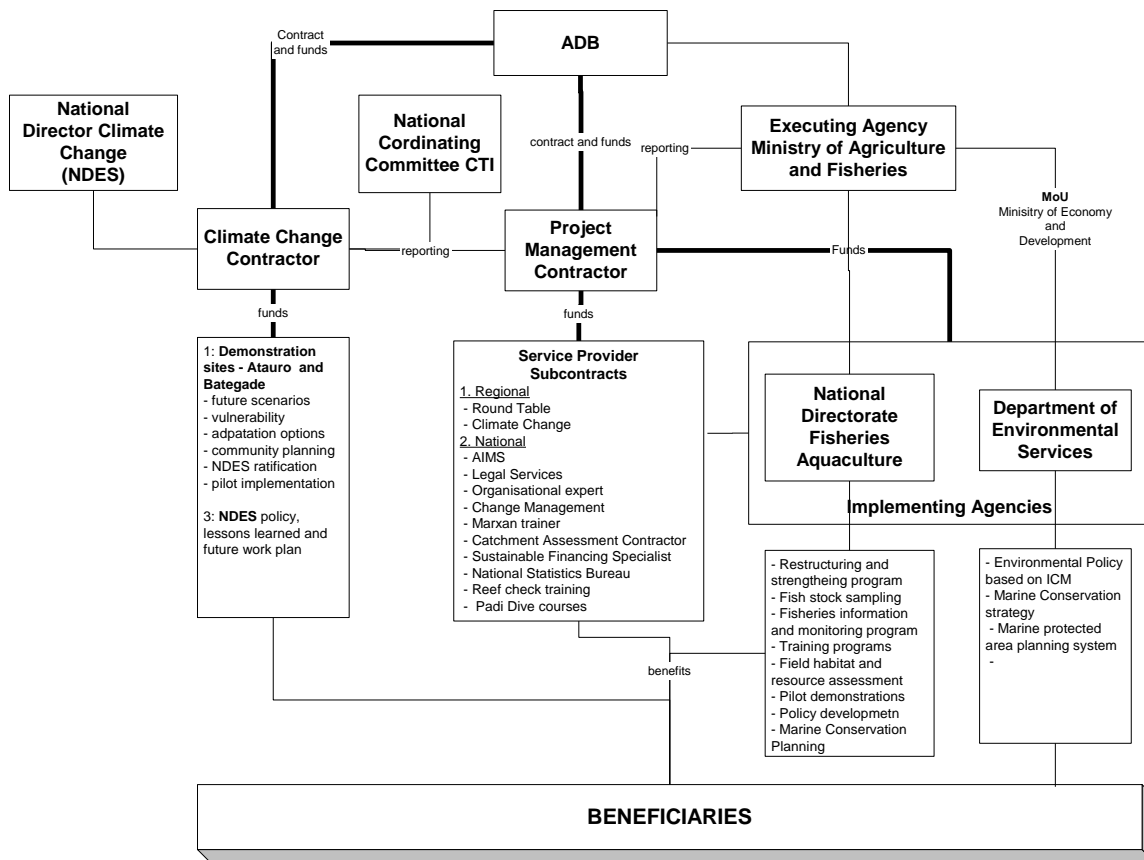 Contract
and funds
ADB
National
Director Climate
Change
(NDES)
National
Cordinating
Committee CTI
contract and funds
reporting
Executing Agency
Ministry of Agriculture
and Fisheries
MoU
Minisitry of Economy
and
Development
Climate Change
Contractor
reporting
Project
Management
Contractor
Funds
funds
funds
1: Demonstration
sites - Atauro and
Bategade
- future scenarios
- vulnerability
- adpatation options
- community planning
- NDES ratification
- pilot implementation
3: NDES policy,
lessons learned and
future work plan
Service Provider
Subcontracts
1. Regional
- Round Table
- Climate Change
2. National
- AIMS
- Legal Services
- Organisational expert
- Change Management
- Marxan trainer
- Catchment Assessment Contractor
- Sustainable Financing Specialist
- National Statistics Bureau
- Reef check training
- Padi Dive courses
National
Directorate
Fisheries
Aquaculture
Department of
Environmental
Services
Implementing Agencies
- Restructuring and
strengtheing program
- Fish stock sampling
- Fisheries information
and monitoring program
- Training programs
- Field habitat and
resource assessment
- Pilot demonstrations
- Policy developmetn
- Marine Conservation
Planning
- Environmental Policy
based on ICM
- Marine Conservation
strategy
- Marine protected
area planning system
-
benefits
BENEFICIARIES